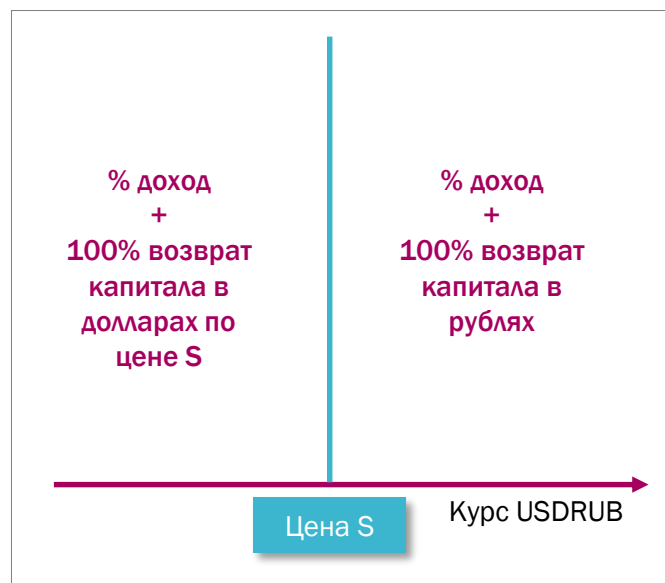 % доход
+
100% возврат
капитала в
долларах по
цене S
% доход
+
100% возврат
капитала в
рублях
Цена S
Курс USDRUB